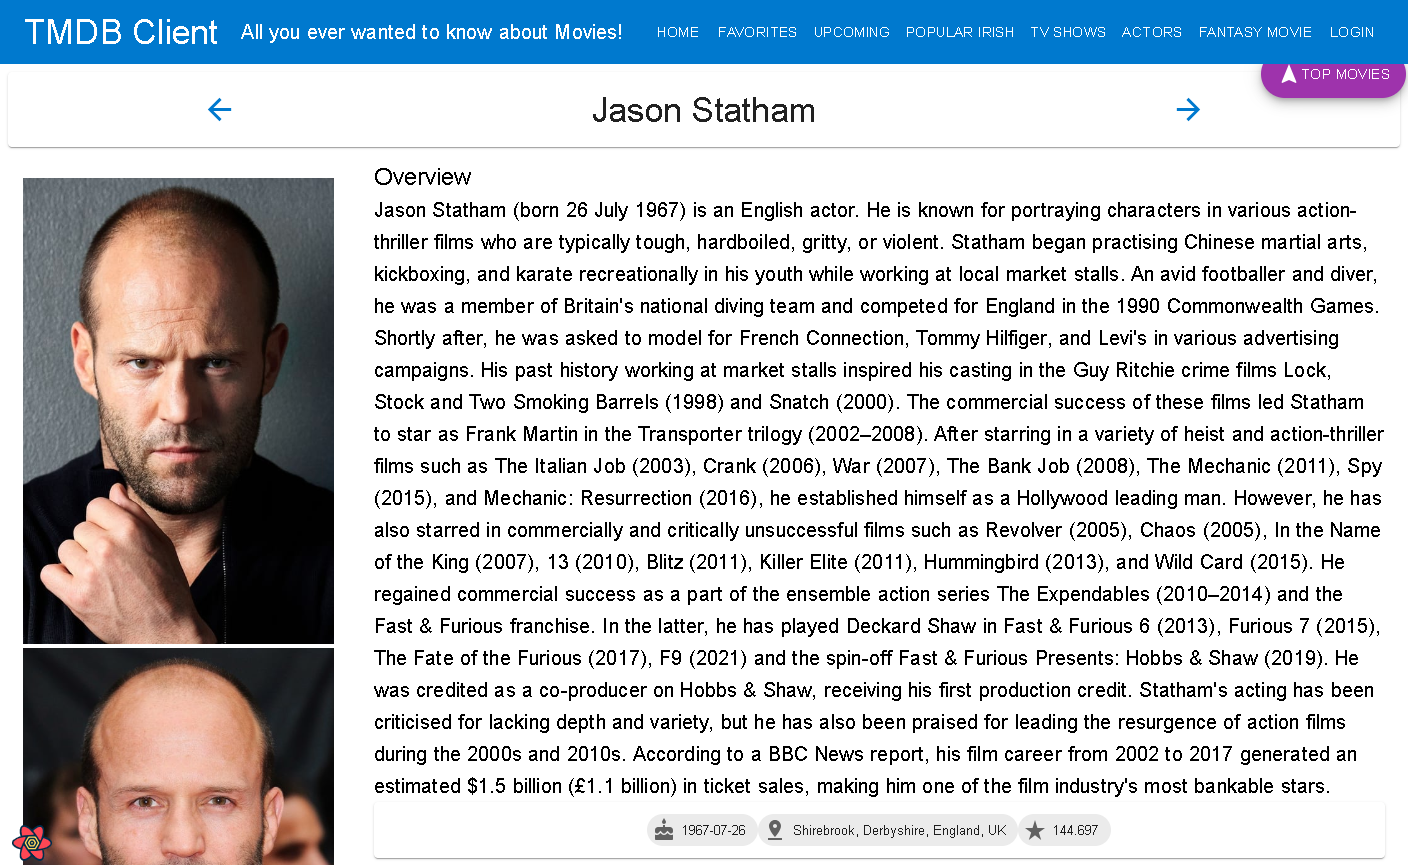 TMDB Client
All you ever wanted to know about Movies!
HOME
FAVORITES
UPCOMING
POPULAR IRISH
TV SHOWS
ACTORS
FANTASY MOVIE
LOGIN
TOP MOVIES
Jason Statham
Overview
Jason Statham (born 26 July 1967) is an English actor. He is known for portraying characters in various action-
thriller films who are typically tough, hardboiled, gritty, or violent. Statham began practising Chinese martial arts,
kickboxing, and karate recreationally in his youth while working at local market stalls. An avid footballer and diver,
he was a member of Britain's national diving team and competed for England in the 1990 Commonwealth Games.
Shortly after, he was asked to model for French Connection, Tommy Hilfiger, and Levi's in various advertising
campaigns. His past history working at market stalls inspired his casting in the Guy Ritchie crime films Lock,
Stock and Two Smoking Barrels (1998) and Snatch (2000). The commercial success of these films led Statham
to star as Frank Martin in the Transporter trilogy (2002–2008). After starring in a variety of heist and action-thriller
films such as The Italian Job (2003), Crank (2006), War (2007), The Bank Job (2008), The Mechanic (2011), Spy
(2015), and Mechanic: Resurrection (2016), he established himself as a Hollywood leading man. However, he has
also starred in commercially and critically unsuccessful films such as Revolver (2005), Chaos (2005), In the Name
of the King (2007), 13 (2010), Blitz (2011), Killer Elite (2011), Hummingbird (2013), and Wild Card (2015). He
regained commercial success as a part of the ensemble action series The Expendables (2010–2014) and the
Fast & Furious franchise. In the latter, he has played Deckard Shaw in Fast & Furious 6 (2013), Furious 7 (2015),
The Fate of the Furious (2017), F9 (2021) and the spin-off Fast & Furious Presents: Hobbs & Shaw (2019). He
was credited as a co-producer on Hobbs & Shaw, receiving his first production credit. Statham's acting has been
criticised for lacking depth and variety, but he has also been praised for leading the resurgence of action films
during the 2000s and 2010s. According to a BBC News report, his film career from 2002 to 2017 generated an
estimated $1.5 billion (£1.1 billion) in ticket sales, making him one of the film industry's most bankable stars.
1967-07-26
Shirebrook, Derbyshire, England, UK
144.697